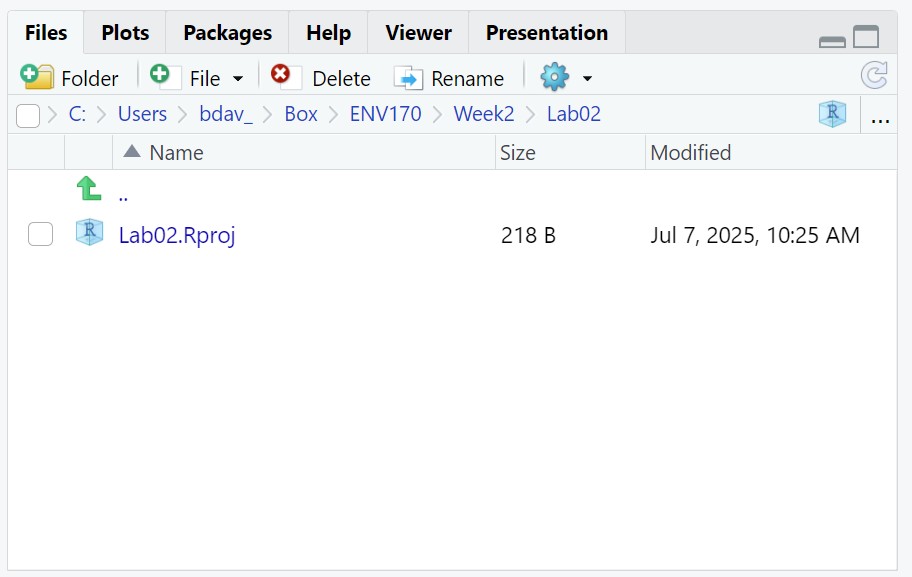 Files Plots Packages Help Viewer Presentation
Folder File Delete Rename
C: Users bdav_ Box ENV170 Week2 Lab02 R ...
Name Size Modified
..
R Lab02.Rproj 218 B Jul 7, 2025, 10:25 AM